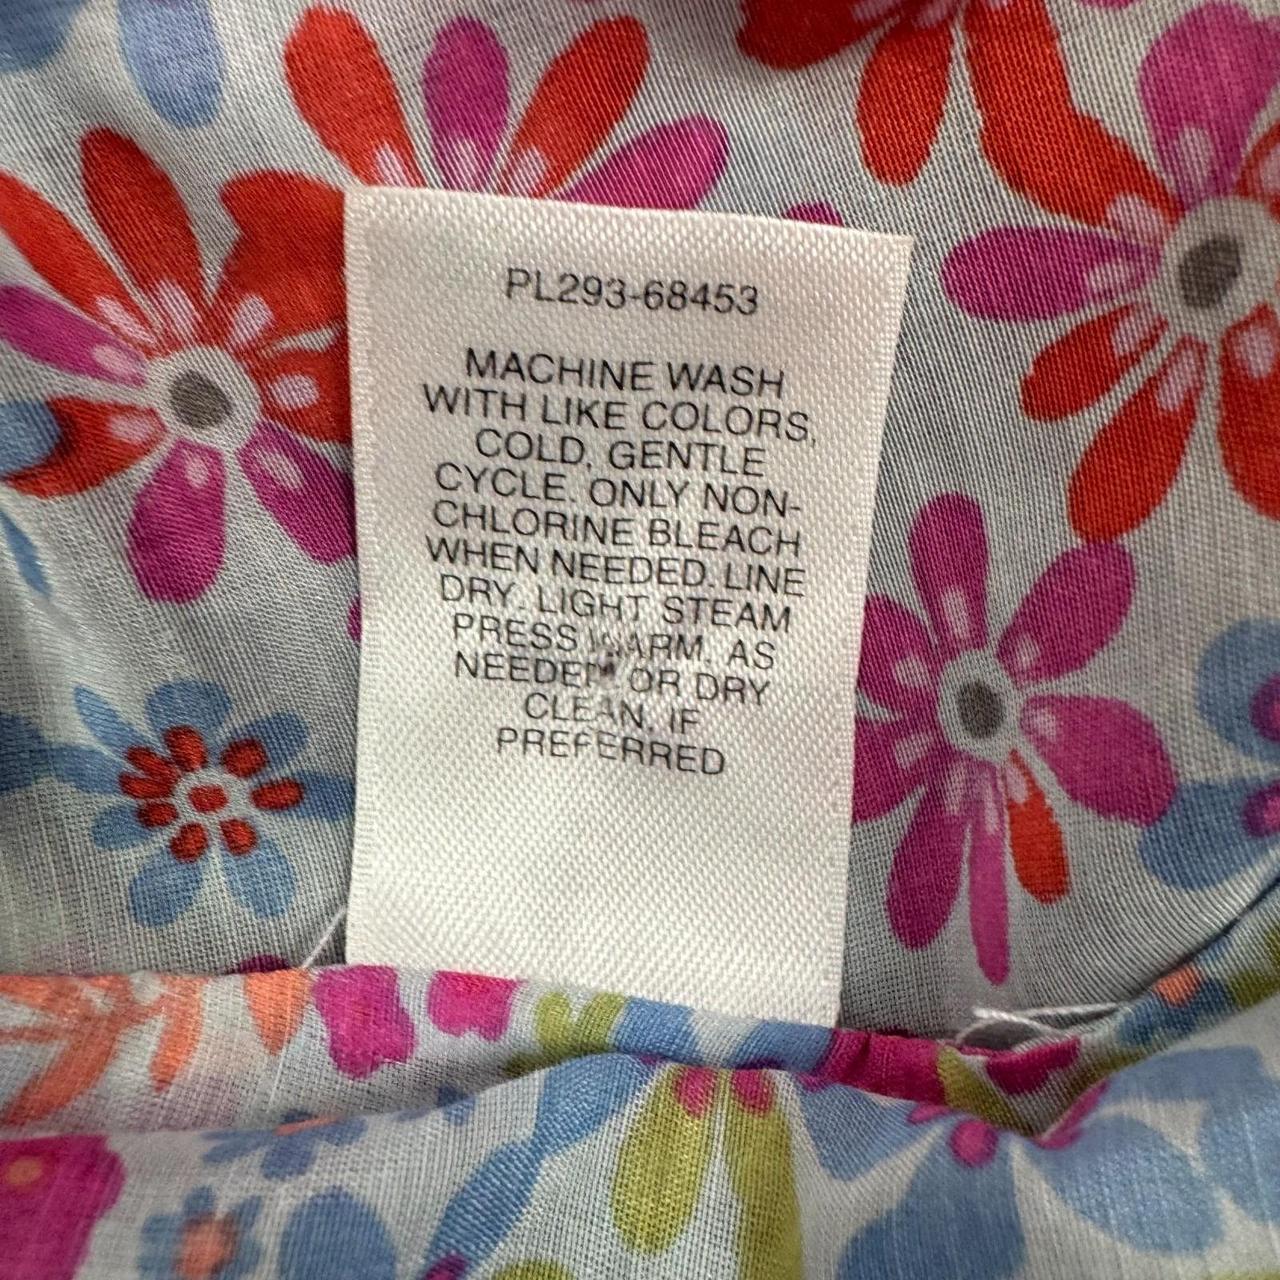 PL293-68453
MACHINE WASH
WITH LIKE COLORS,
COLD, GENTLE
CYCLE. ONLY NON-
CHLORINE BLEACH
WHEN NEEDED. LINE
DRY. LIGHT STEAM
PRESS WARM. AS
NEEDED OR DRY
CLEAN, IF
PREFERRED